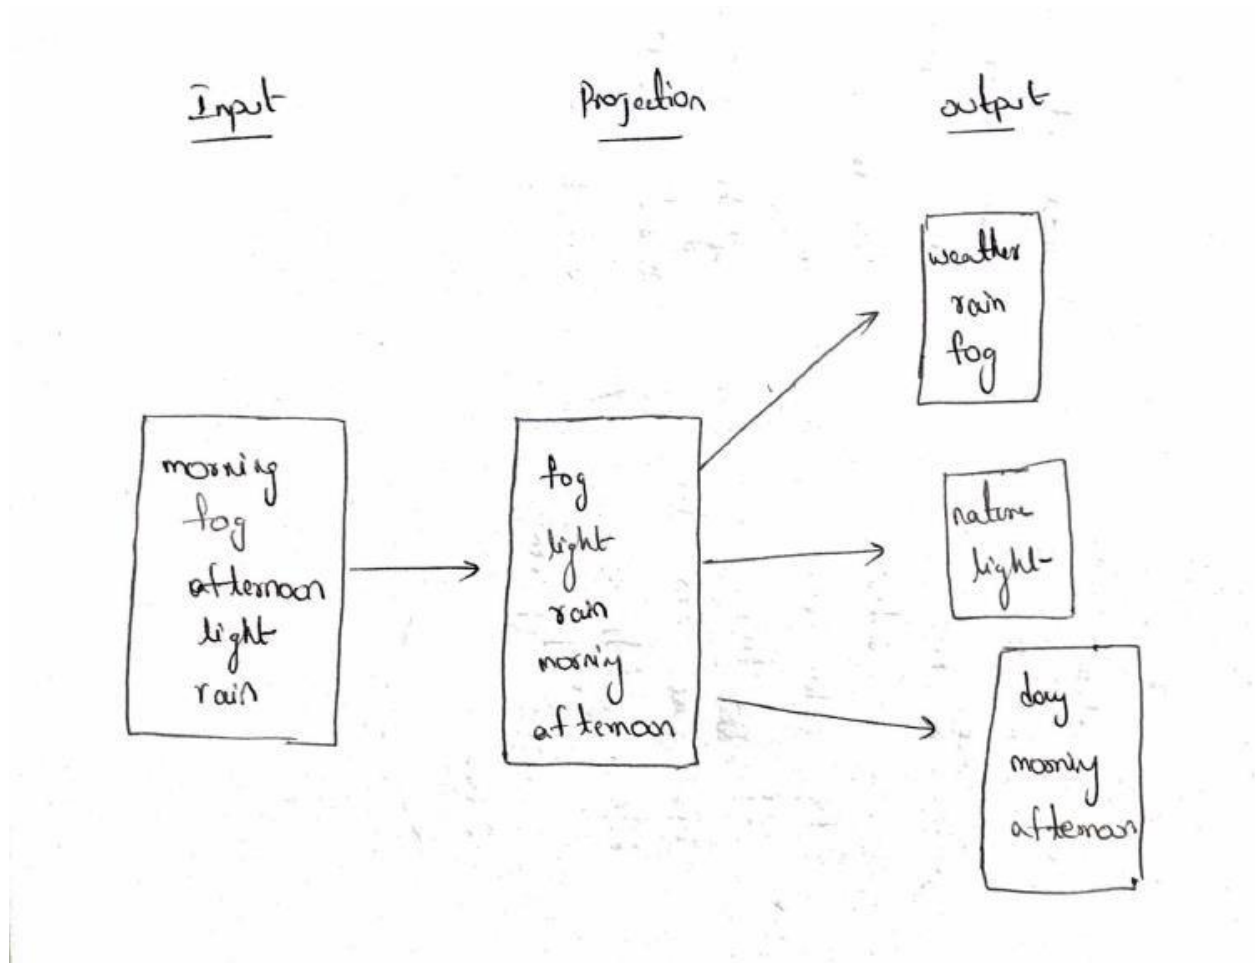 Input
Projection
output
morning
fog
afternoon
light
rain
fog
light
rain
morning
afternoon
weather
rain
fog
nature
light
day
morning
afternoon